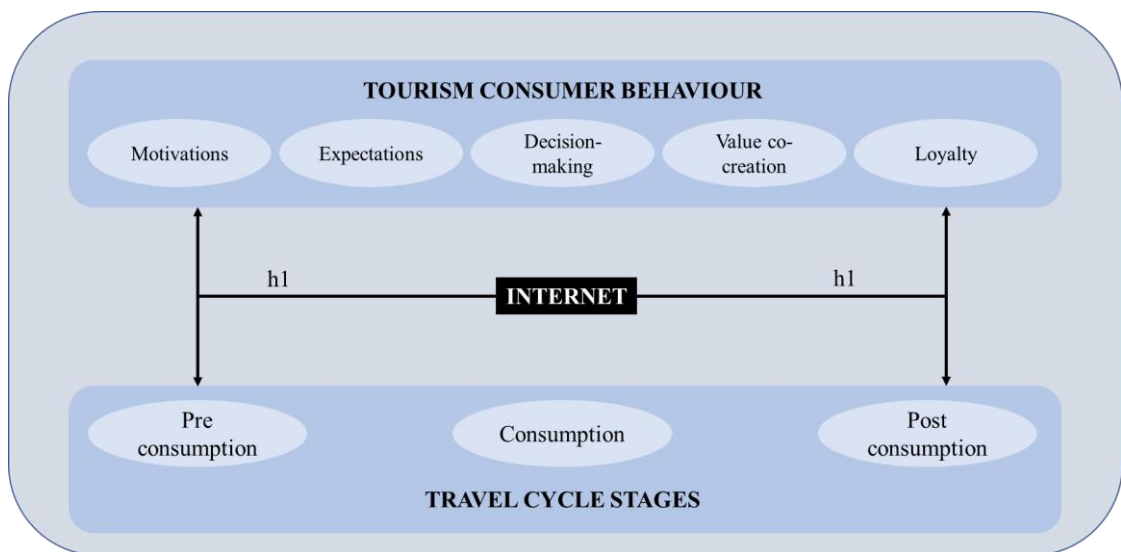 TOURISM CONSUMER BEHAVIOUR
Motivations
Expectations
Decision-
making
Value co-
creation
Loyalty
h1
INTERNET
h1
Pre
consumption
Consumption
Post
consumption
TRAVEL CYCLE STAGES